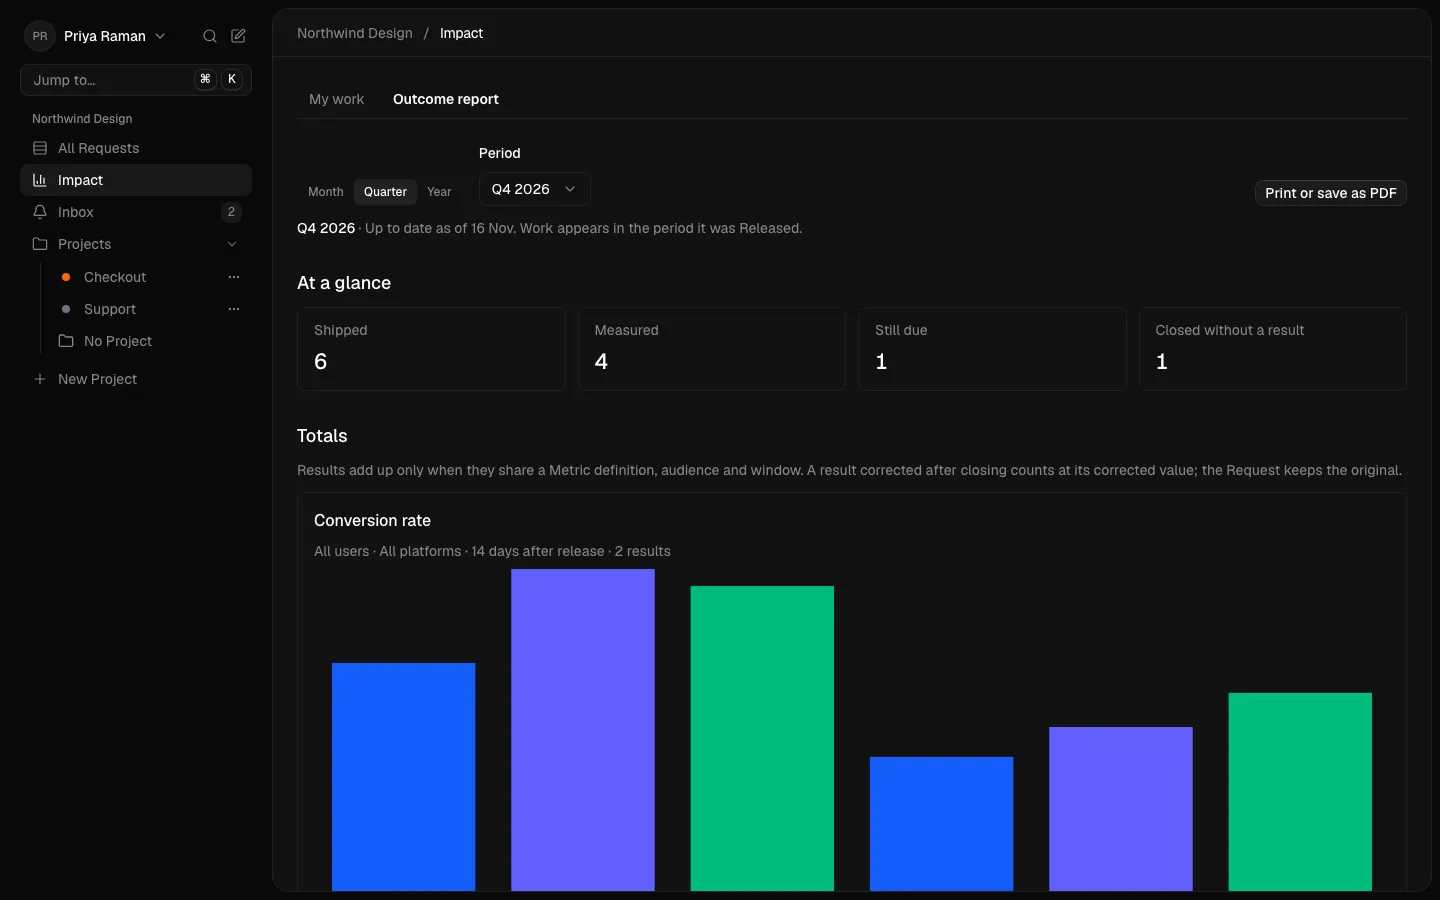 PR Priya Raman
Jump to... ⌘ K
Northwind Design
All Requests
Impact
Inbox 2
Projects
Checkout
Support
No Project
New Project
Northwind Design / Impact
My work Outcome report
Period
Month Quarter Year Q4 2026 Print or save as PDF
Q4 2026 · Up to date as of 16 Nov. Work appears in the period it was Released.
At a glance
Shipped Measured Still due Closed without a result
6 4 1 1
Totals
Results add up only when they share a Metric definition, audience and window. A result corrected after closing counts at its corrected value; the Request keeps the original.
Conversion rate
All users · All platforms · 14 days after release · 2 results